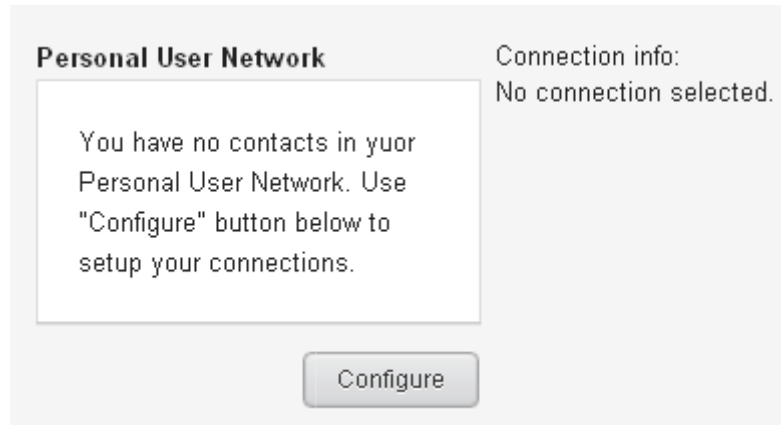 Personal User Network
Connection info:
No connection selected.
You have no contacts in yuor
Personal User Network. Use
"Configure" button below to
setup your connections.
Configure